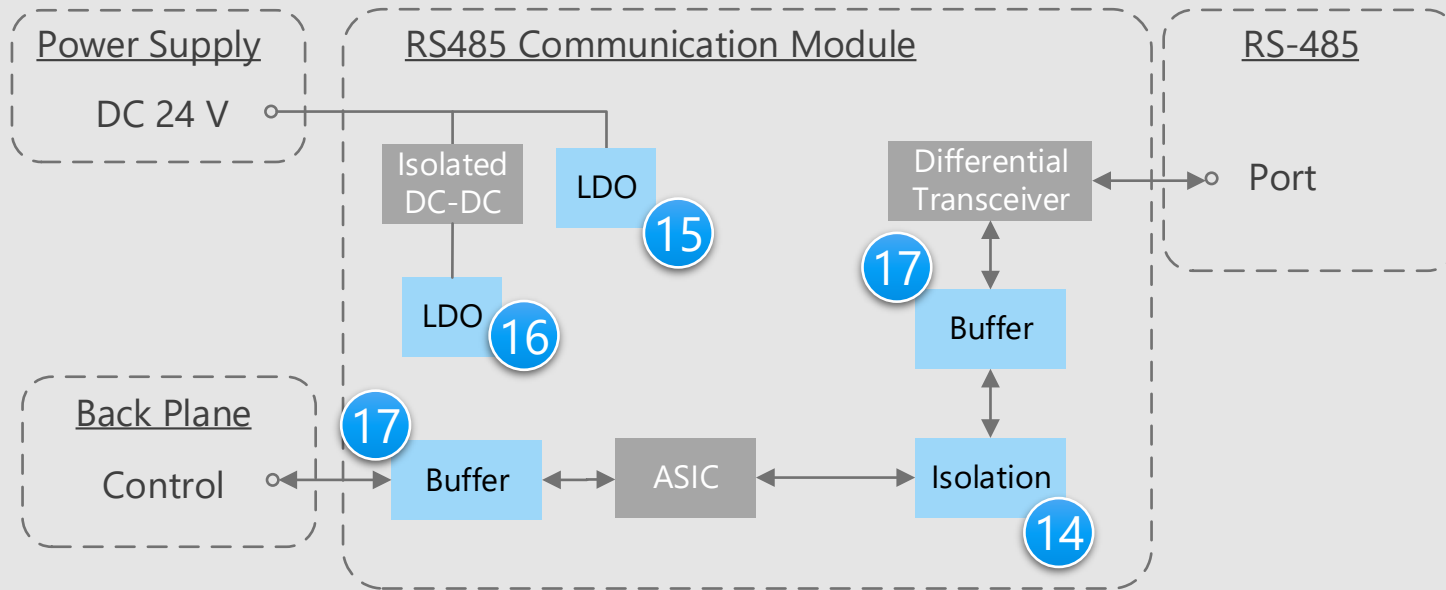 Power Supply
DC 24 V
RS485 Communication Module
Isolated
DC-DC
LDO
15
LDO
16
RS-485
Port
Differential
Transceiver
17
Buffer
Back Plane
Control
17
Buffer
ASIC
Isolation
14